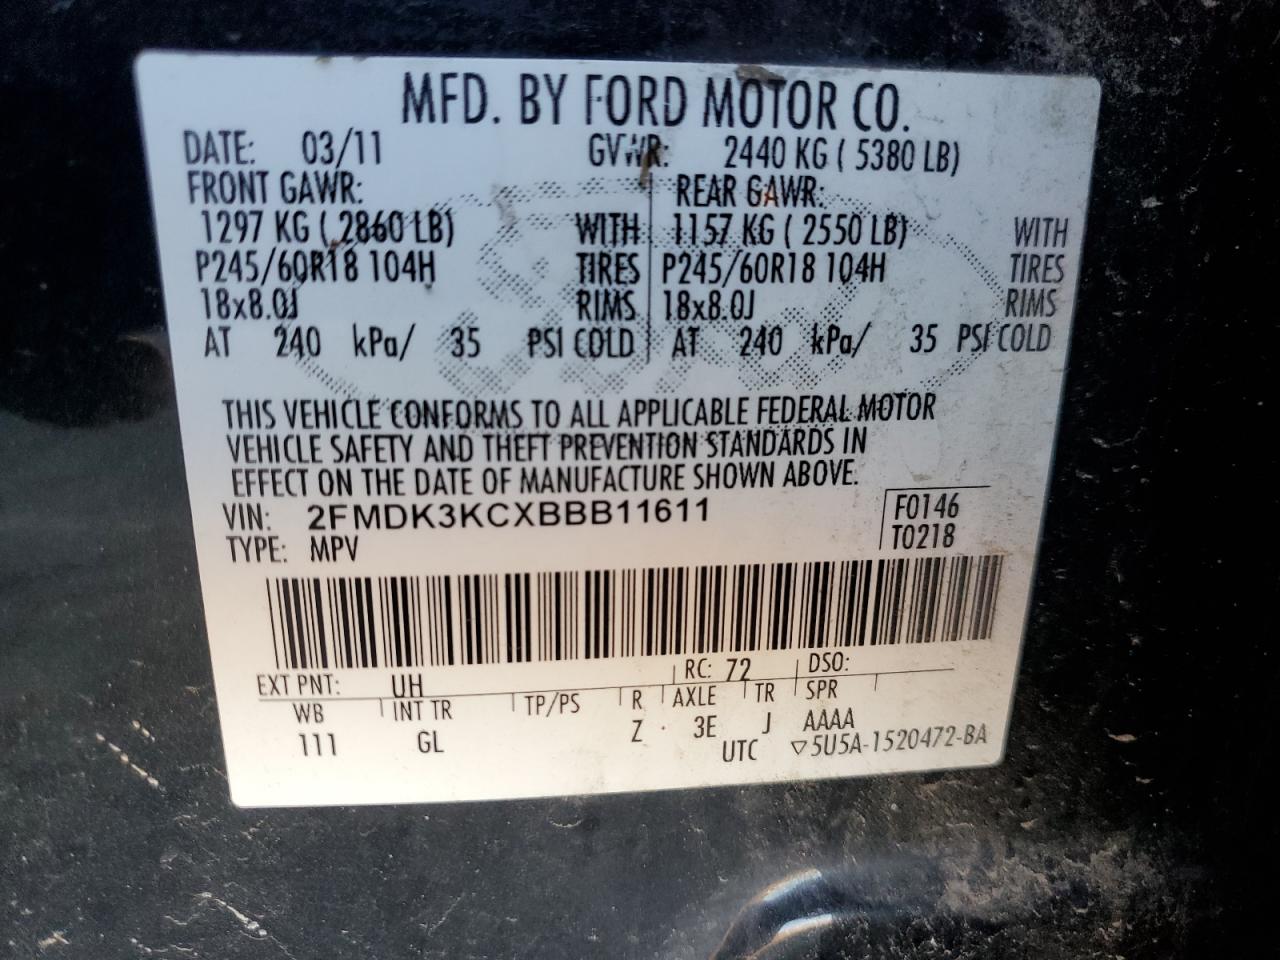 MFD. BY FORD MOTOR CO.
DATE: 03/11 GVWR: 2440 KG ( 5380 LB)
FRONT GAWR: REAR GAWR:
1297 KG ( 2860 LB) WITH 1157 KG ( 2550 LB) WITH
P245/60R18 104H TIRES P245/60R18 104H TIRES
18x8.0J RIMS 18x8.0J RIMS
AT 240 kPa/ 35 PSI COLD AT 240 kPa/ 35 PSI COLD
THIS VEHICLE CONFORMS TO ALL APPLICABLE FEDERAL MOTOR
VEHICLE SAFETY AND THEFT PREVENTION STANDARDS IN
EFFECT ON THE DATE OF MANUFACTURE SHOWN ABOVE.
VIN: 2FMDK3KCXBBB11611 F0146
TYPE: MPV T0218
RC: 72 DSO:
EXT PNT: UH
WB INT TR TP/PS R AXLE TR SPR
111 GL Z 3E J AAAA
UTC ▽5U5A-1520472-BA